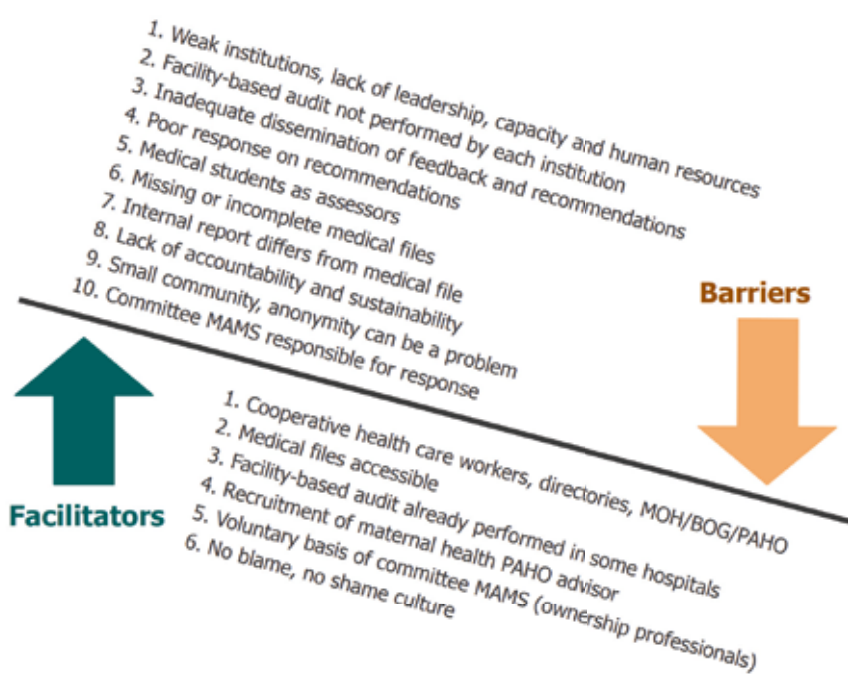 1. Weak institutions, lack of leadership, capacity and human resources
2. Facility-based audit not performed by each institution
3. Inadequate dissemination of feedback and recommendations
4. Poor response on recommendations
5. Medical students as assessors
6. Missing or incomplete medical files
7. Internal report differs from medical file
8. Lack of accountability and sustainability
9. Small community, anonymity can be a problem
10. Committee MAMS responsible for response
Barriers
Facilitators
1. Cooperative health care workers, directories, MOH/BOG/PAHO
2. Medical files accessible
3. Facility-based audit already performed in some hospitals
4. Recruitment of maternal health PAHO advisor
5. Voluntary basis of committee MAMS (ownership professionals)
6. No blame, no shame culture